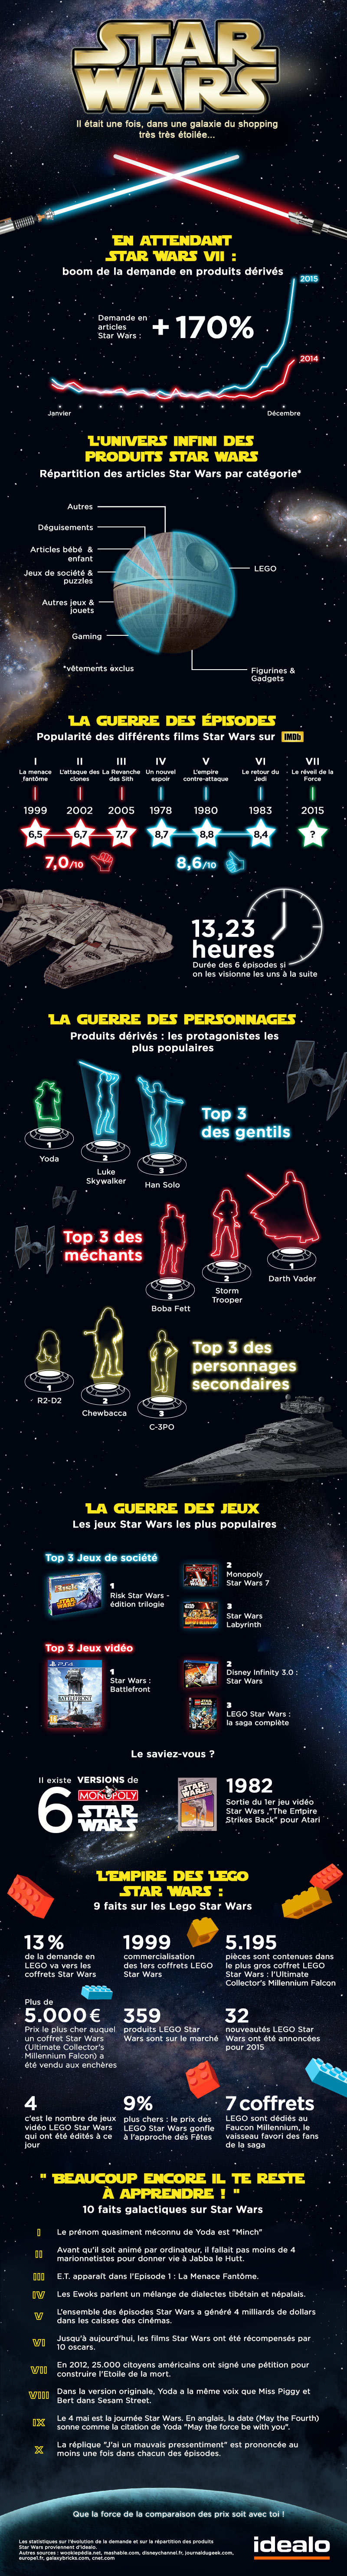 STAR
WARS
Il était une fois, dans une galaxie du shopping
très très étoilée...
EN ATTENDANT
STAR WARS VII :
boom de la demande en produits dérivés
2015
Demande en
articles
Star Wars :
+ 170%
2014
Janvier
Décembre
L'UNIVERS INFINI DES
PRODUITS STAR WARS
Répartition des articles Star Wars par catégorie*
Autres
Déguisements
Articles bébé &
enfant
Jeux de société &
puzzles
Autres jeux &
jouets
Gaming
LEGO
*vêtements exclus
Figurines &
Gadgets
LA GUERRE DES ÉPISODES
Popularité des différents films Star Wars sur IMDb
I II III IV V VI VII
La menace
fantôme
L'attaque des
clones
La Revanche
des Sith
Un nouvel
espoir
L'empire
contre-attaque
Le retour du
Jedi
Le réveil de la
Force
1999 2002 2005 1978 1980 1983 2015
6,5 6,7 7,7 8,7 8,8 8,4 ?
7,0/10
8,6/10
13,23
heures
Durée des 6 épisodes si
on les visionne les uns à la suite
LA GUERRE DES PERSONNAGES
Produits dérivés : les protagonistes les
plus populaires
Top 3
des gentils
1
Yoda
2
Luke
Skywalker
3
Han Solo
Top 3 des
méchants
1
Darth Vader
2
Storm
Trooper
3
Boba Fett
Top 3 des
personnages
secondaires
1
R2-D2
2
Chewbacca
3
C-3PO
LA GUERRE DES JEUX
Les jeux Star Wars les plus populaires
Top 3 Jeux de société
Risk
STAR WARS
1
Risk Star Wars -
édition trilogie
2
Monopoly
Star Wars 7
3
Star Wars
Labyrinth
Top 3 Jeux vidéo
PS4
STAR WARS
BATTLEFRONT
1
Star Wars :
Battlefront
2
Disney Infinity 3.0 :
Star Wars
3
LEGO Star Wars :
la saga complète
Le saviez-vous ?
Il existe VERSIONS de
6
MONOPOLY
STAR
WARS
STAR
WARS
1982
Sortie du 1er jeu vidéo
Star Wars "The Empire
Strikes Back" pour Atari
L'EMPIRE DES LEGO
STAR WARS :
9 faits sur les Lego Star Wars
13%
de la demande en
LEGO va vers les
coffrets Star Wars
1999
commercialisation
des 1ers coffrets LEGO
Star Wars
5.195
pièces sont contenues dans
le plus gros coffret LEGO
Star Wars : l'Ultimate
Collector's Millennium Falcon
Plus de
5.000€
Prix le plus cher auquel
un coffret Star Wars
(Ultimate Collector's
Millennium Falcon) a
été vendu aux enchères
359
produits LEGO Star
Wars sont sur le marché
32
nouveautés LEGO Star
Wars ont été annoncées
pour 2015
4
c'est le nombre de jeux
vidéo LEGO Star Wars
qui ont été édités à ce
jour
9%
plus chers : le prix des
LEGO Star Wars gonfle
à l'approche des Fêtes
7 coffrets
LEGO sont dédiés au
Faucon Millennium, le
vaisseau favori des fans
de la saga
" BEAUCOUP ENCORE IL TE RESTE
À APPRENDRE ! "
10 faits galactiques sur Star Wars
I Le prénom quasiment méconnu de Yoda est "Minch"
II Avant qu'il soit animé par ordinateur, il fallait pas moins de 4
marionnettistes pour donner vie à Jabba le Hutt.
III E.T. apparaît dans l'Episode 1 : La Menace Fantôme.
IV Les Ewoks parlent un mélange de dialectes tibétain et népalais.
V L'ensemble des épisodes Star Wars a généré 4 milliards de dollars
dans les caisses des cinémas.
VI Jusqu'à aujourd'hui, les films Star Wars ont été récompensés par
10 oscars.
VII En 2012, 25.000 citoyens américains ont signé une pétition pour
construire l'Etoile de la mort.
VIII Dans la version originale, Yoda a la même voix que Miss Piggy et
Bert dans Sesam Street.
IX Le 4 mai est la journée Star Wars. En anglais, la date (May the Fourth)
sonne comme la citation de Yoda "May the force be with you".
X La réplique "J'ai un mauvais pressentiment" est prononcée au
moins une fois dans chacun des épisodes.
Que la force de la comparaison des prix soit avec toi !
Les statistiques sur l'évolution de la demande et sur la répartition des produits
Star Wars proviennent d'idealo.
Autres sources : wookiepédia.net, mashable.com, disneychannel.fr, journaldugeek.com,
europe1.fr, galaxybricks.com, cnet.com
idealo